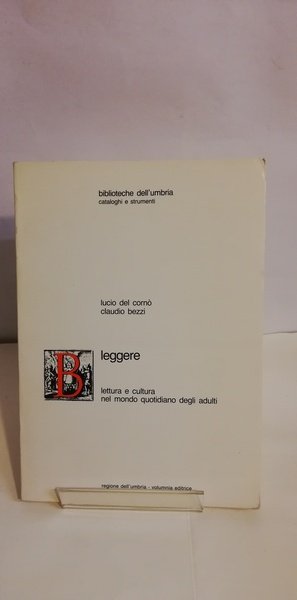 biblioteche dell'umbria
cataloghi e strumenti
lucio del cornò
claudio bezzi
B
leggere
lettura e cultura
nel mondo quotidiano degli adulti
regione dell'umbria - volumnia editrice